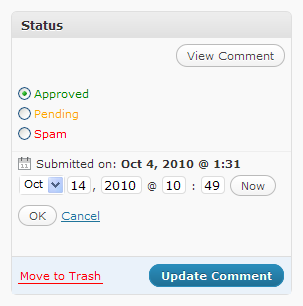 Status
View Comment
Approved
Pending
Spam
Submitted on: Oct 4, 2010 @ 1:31
Oct 14, 2010 @ 10 : 49 Now
OK Cancel
Move to Trash Update Comment